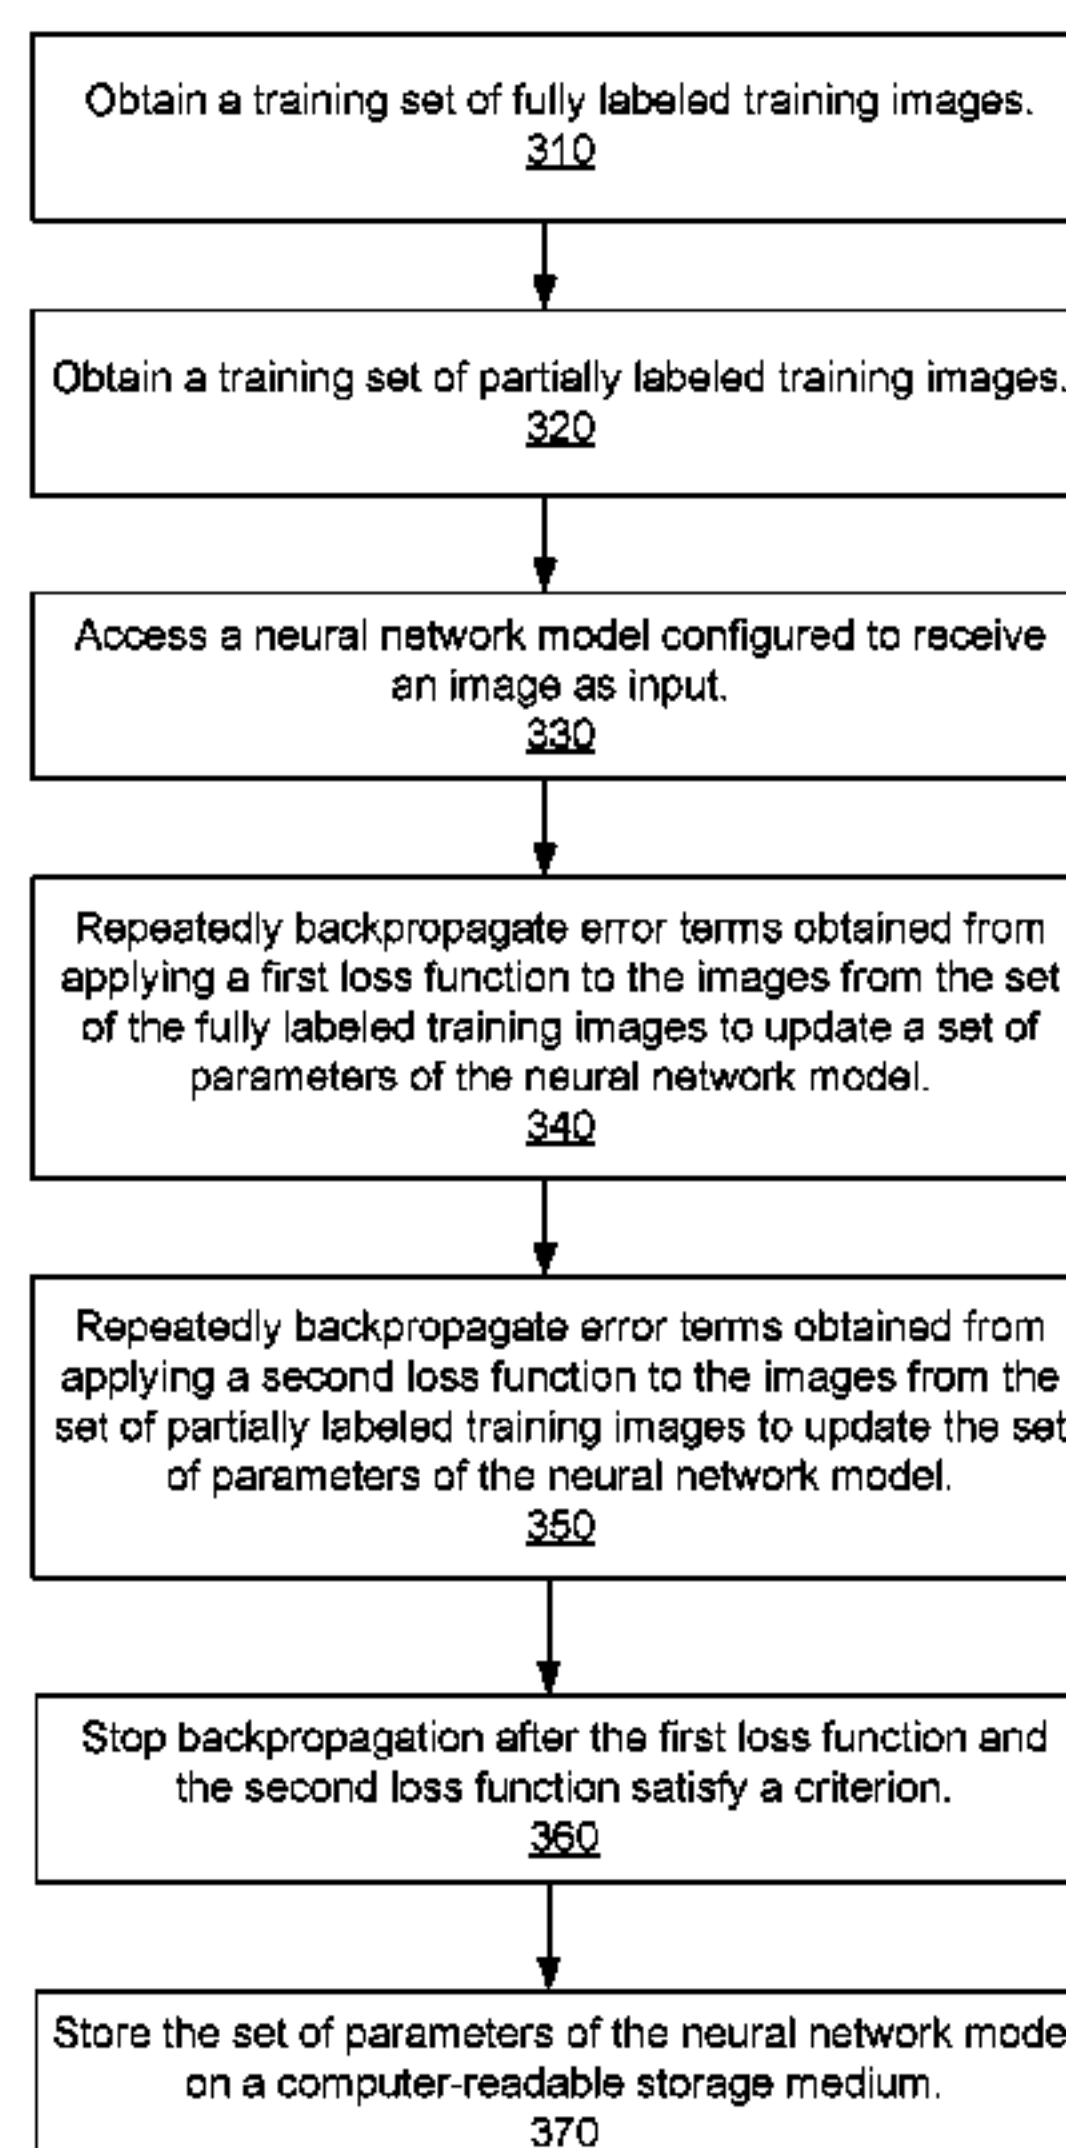 Obtain a training set of fully labeled training images.
310
Obtain a training set of partially labeled training images.
320
Access a neural network model configured to receive
an image as input.
330
Repeatedly backpropagate error terms obtained from
applying a first loss function to the images from the set
of the fully labeled training images to update a set of
parameters of the neural network model.
340
Repeatedly backpropagate error terms obtained from
applying a second loss function to the images from the
set of partially labeled training images to update the set
of parameters of the neural network model.
350
Stop backpropagation after the first loss function and
the second loss function satisfy a criterion.
360
Store the set of parameters of the neural network mode
on a computer-readable storage medium.
370